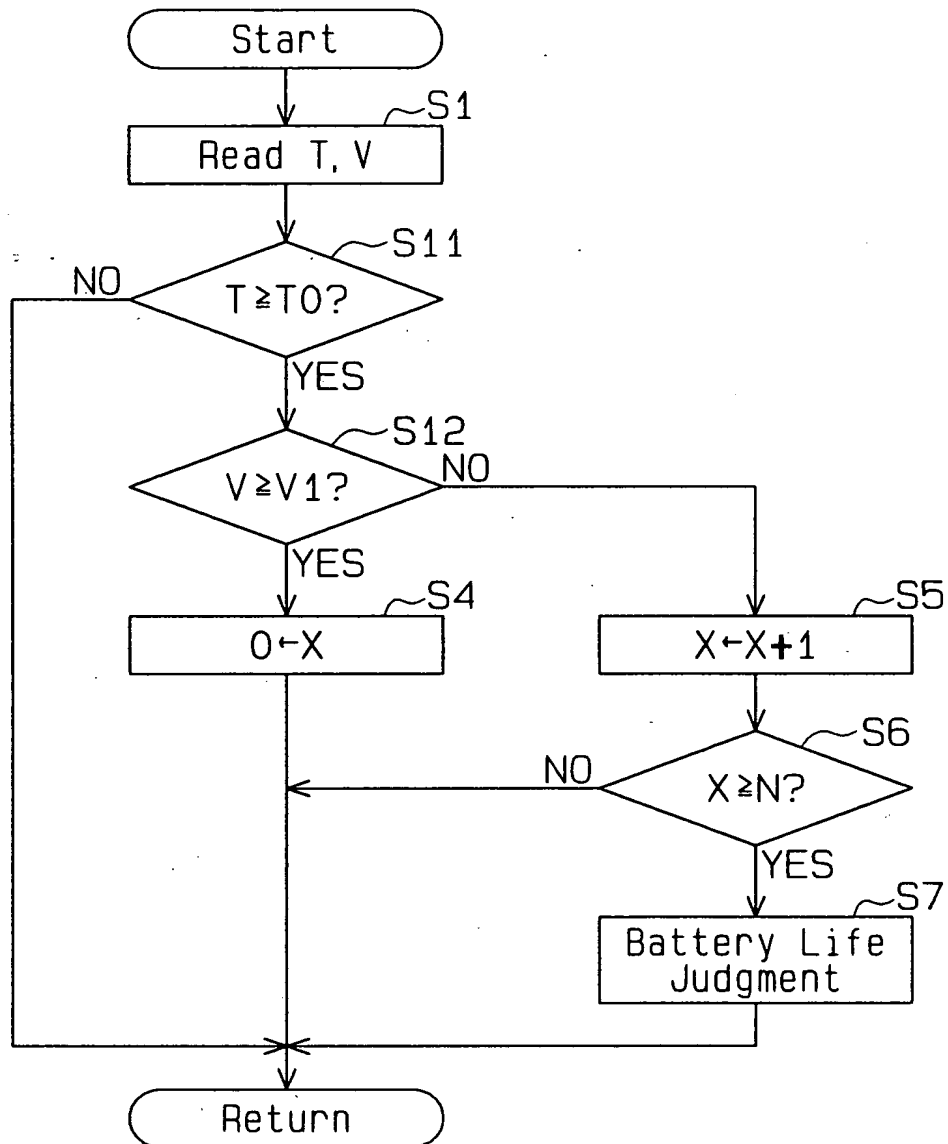 Start
S1
Read T, V
S11
NO
T≧T0?
YES
S12
NO
V≧V1?
YES
S4
0←X
S5
X←X+1
S6
NO
X≧N?
YES
S7
Battery Life
Judgment
Return